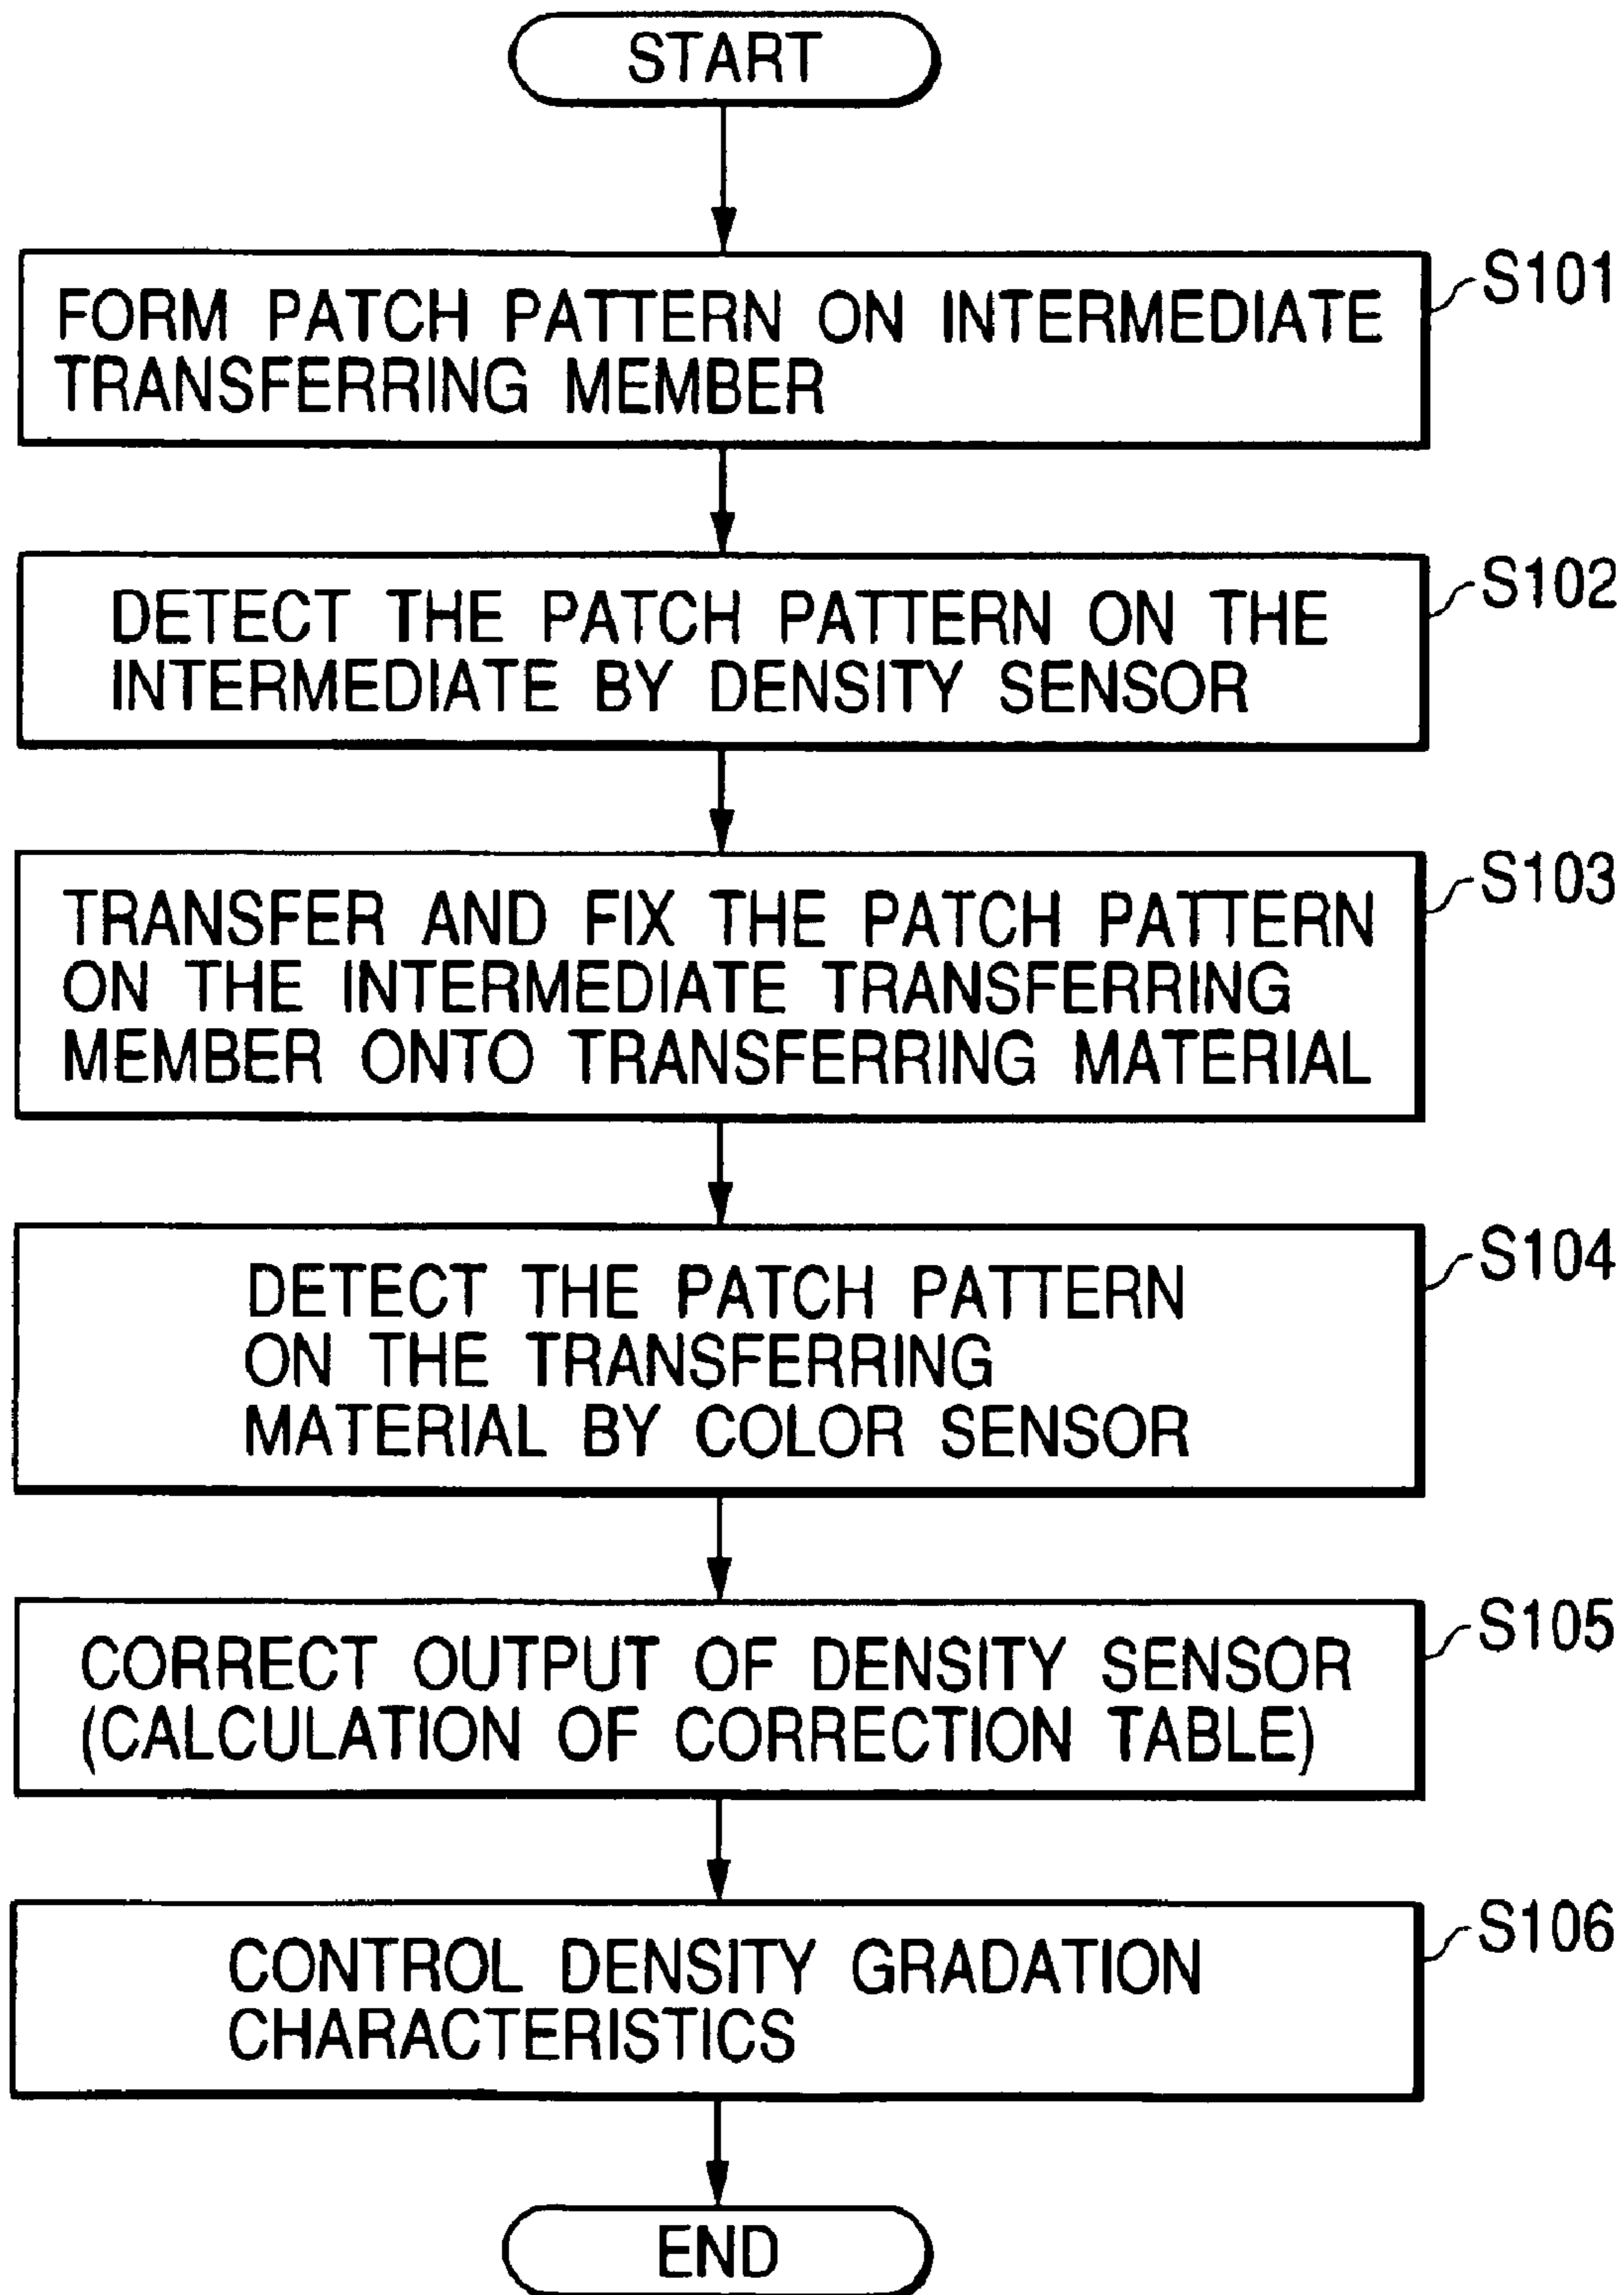 START
S101
FORM PATCH PATTERN ON INTERMEDIATE
TRANSFERRING MEMBER
S102
DETECT THE PATCH PATTERN ON THE
INTERMEDIATE BY DENSITY SENSOR
S103
TRANSFER AND FIX THE PATCH PATTERN
ON THE INTERMEDIATE TRANSFERRING
MEMBER ONTO TRANSFERRING MATERIAL
S104
DETECT THE PATCH PATTERN
ON THE TRANSFERRING
MATERIAL BY COLOR SENSOR
S105
CORRECT OUTPUT OF DENSITY SENSOR
(CALCULATION OF CORRECTION TABLE)
S106
CONTROL DENSITY GRADATION
CHARACTERISTICS
END